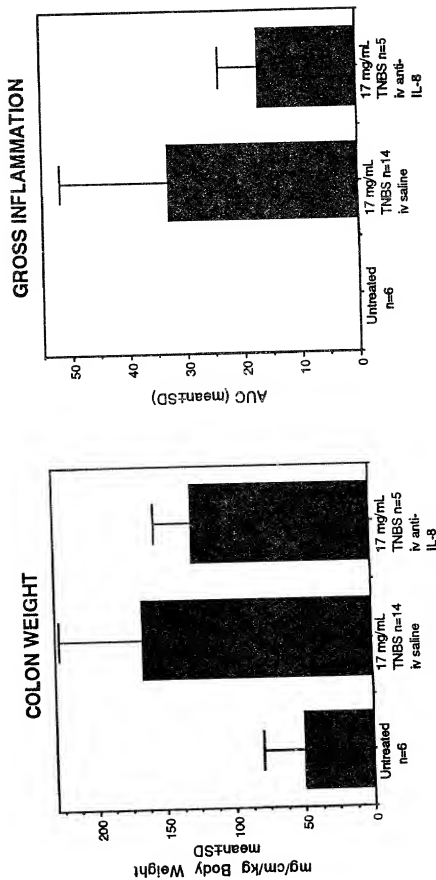 COLON WEIGHT
mg/cm/kg Body Weight
mean±SD
200
150
100
50
0
Untreated
n=6
17 mg/mL
TNBS n=14
iv saline
17 mg/mL
TNBS n=5
iv anti-
IL-8
GROSS INFLAMMATION
AUC (mean±SD)
50
40
30
20
10
0
Untreated
n=6
17 mg/mL
TNBS n=14
iv saline
17 mg/mL
TNBS n=5
iv anti-
IL-8